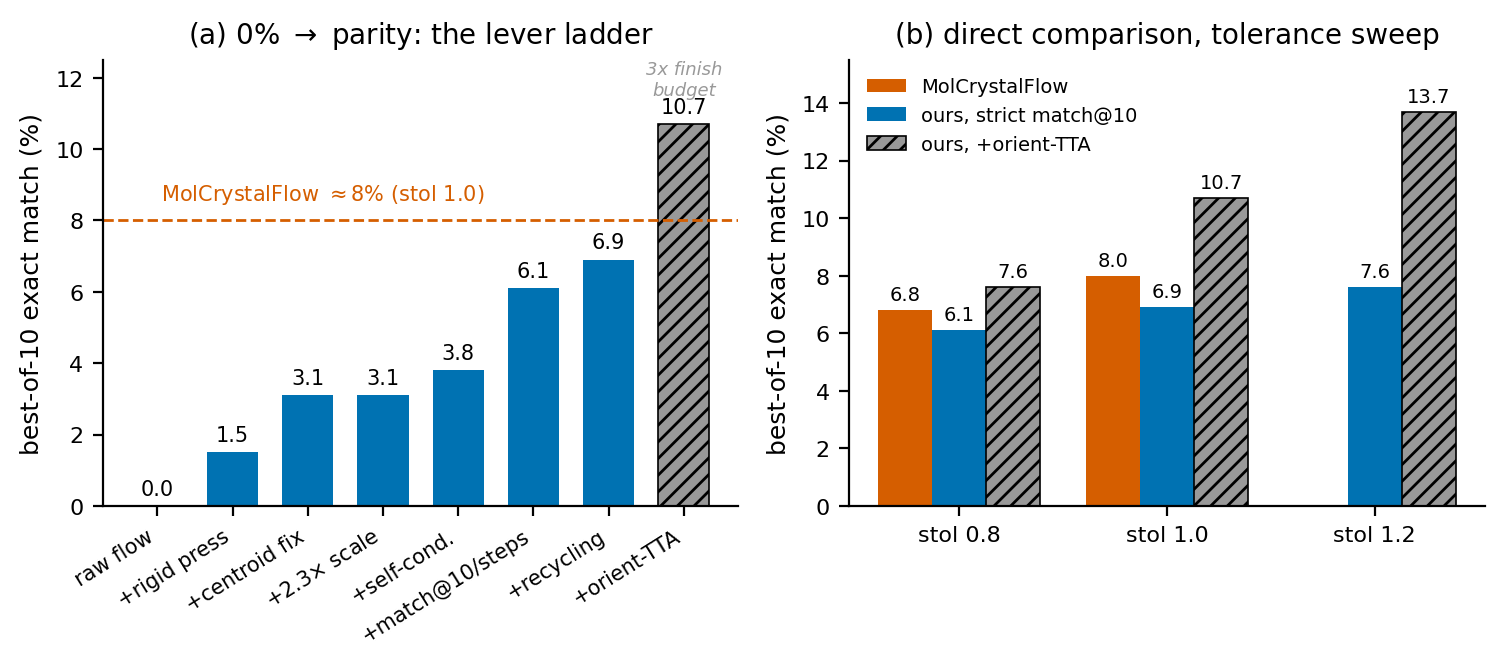 (a) 0% → parity: the lever ladder
best-of-10 exact match (%)
12
10
8
6
4
2
0
3x finish
budget
MolCrystalFlow ≈8% (stol 1.0)
0.0
1.5
3.1
3.1
3.8
6.1
6.9
10.7
raw flow
+rigid press
+centroid fix
+2.3× scale
+self-cond.
+match@10/steps
+recycling
+orient-TTA
(b) direct comparison, tolerance sweep
best-of-10 exact match (%)
14
12
10
8
6
4
2
0
MolCrystalFlow
ours, strict match@10
ours, +orient-TTA
6.8
6.1
7.6
8.0
6.9
10.7
7.6
13.7
stol 0.8
stol 1.0
stol 1.2